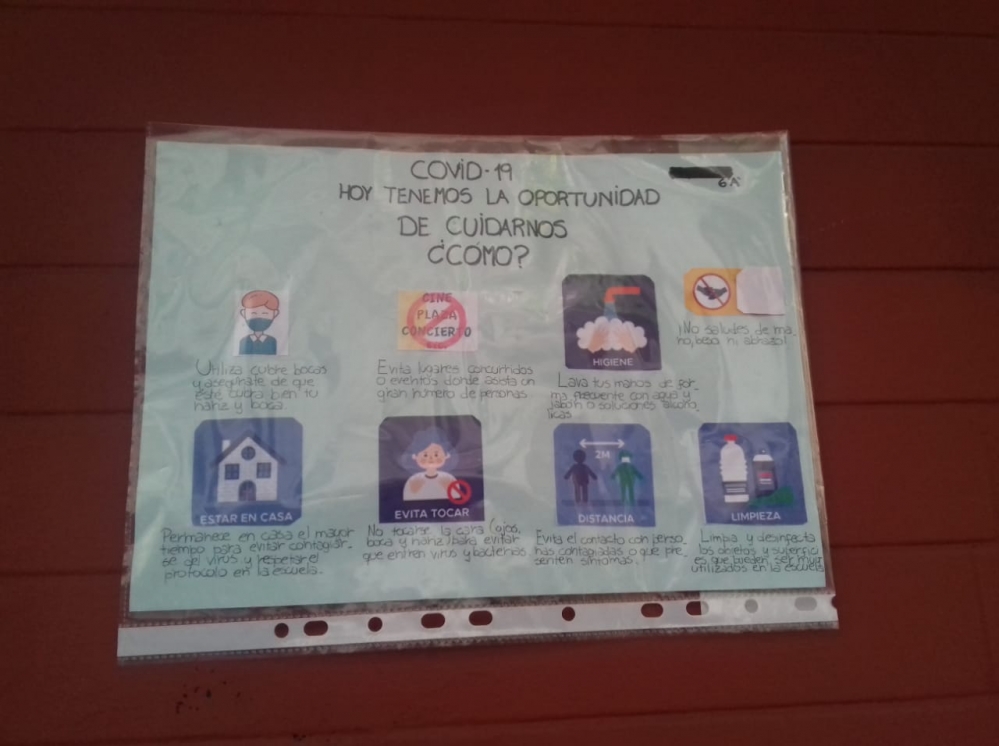 COVID-19
6A
HOY TENEMOS LA OPORTUNIDAD
DE CUIDARNOS
¿CÓMO?
Utiliza cubre bocas
y asegúrate de que
este cubra bien tu
nariz y boca.
CINE
PLAZA
CONCIERTO
Evita lugares concurridos
o eventos donde asista un
gran número de personas
HIGIENE
Lava tus manos de for-
ma frecuente con agua y
jabón o soluciones alcohó-
licas
¡No saludes de ma-
no, beso ni abrazo!
ESTAR EN CASA
Permanece en casa el mayor
tiempo para evitar contagiar-
se del virus y respetar el
protocolo en la escuela.
EVITA TOCAR
No tocarse la cara (ojos,
boca y nariz) para evitar
que entren virus y bacterias
2M
DISTANCIA
Evita el contacto con perso-
nas contagiadas o que pre-
senten síntomas.
LIMPIEZA
Limpia y desinfecta
los objetos y superfici-
es que pueden ser muy
utilizados en la escuela